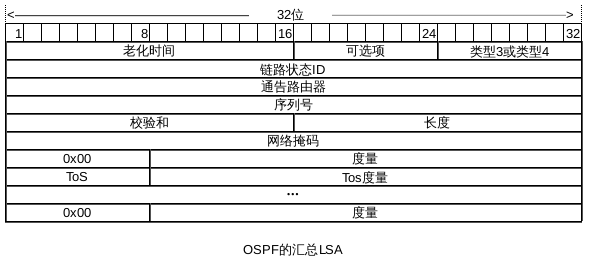 32位
1 8 16 24 32
老化时间 可选项 类型3或类型4
链路状态ID
通告路由器
序列号
校验和 长度
网络掩码
0x00 度量
ToS Tos度量
...
0x00 度量
OSPF的汇总LSA